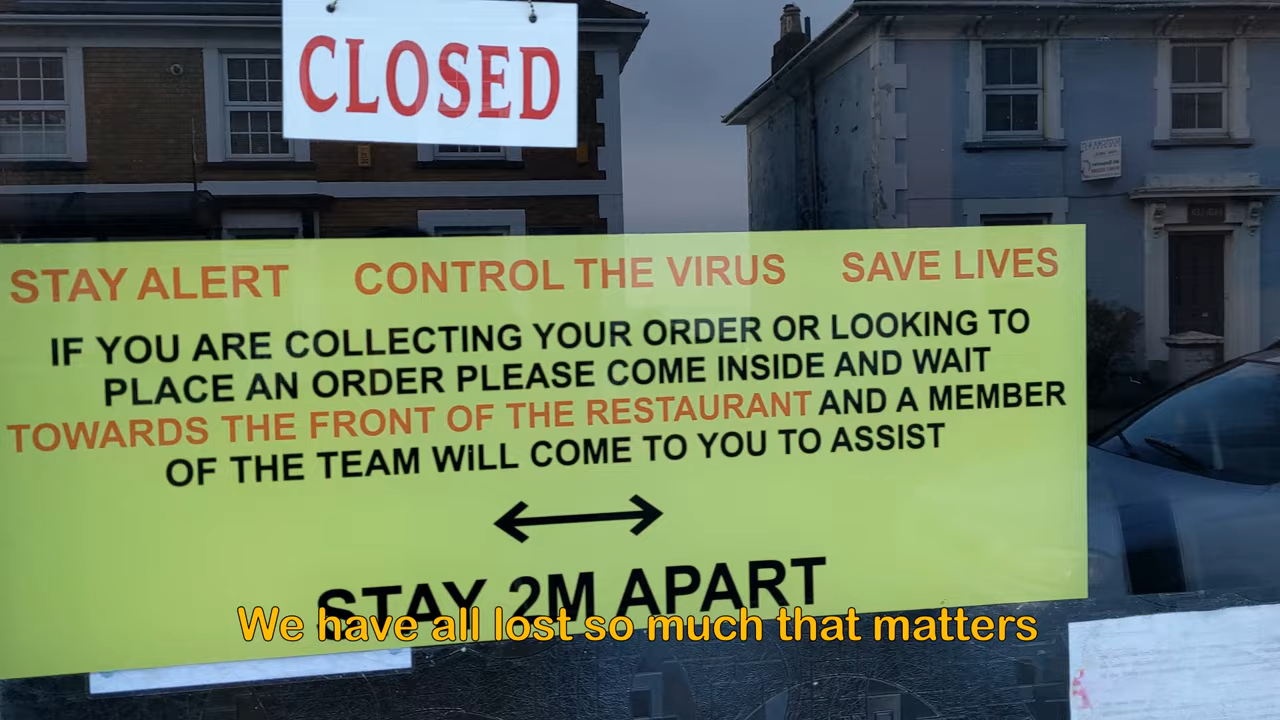 CLOSED
STAY ALERT CONTROL THE VIRUS SAVE LIVES
IF YOU ARE COLLECTING YOUR ORDER OR LOOKING TO
PLACE AN ORDER PLEASE COME INSIDE AND WAIT
TOWARDS THE FRONT OF THE RESTAURANT AND A MEMBER
OF THE TEAM WiLL COME TO YOU TO ASSIST
STAY 2M APART
We have all lost so much that matters